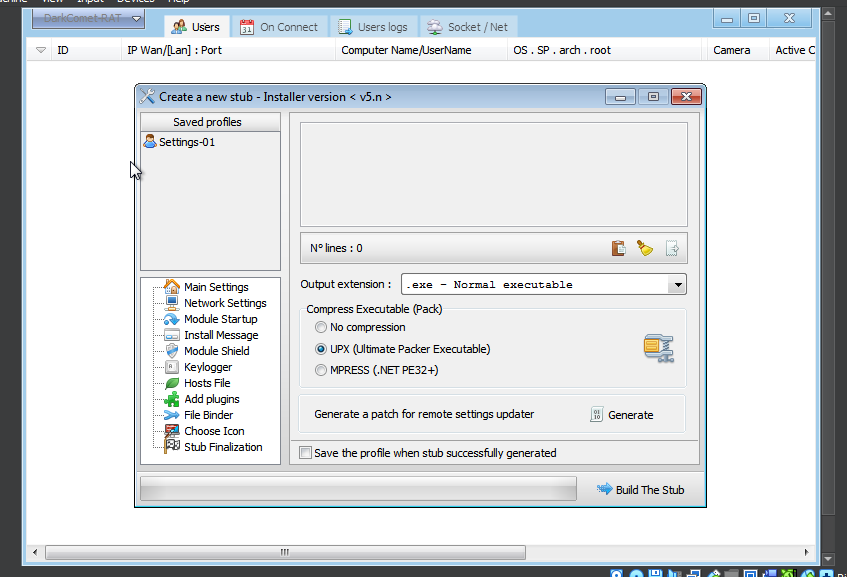 Input Devices Help
DarkComet-RAT
Users On Connect Users logs Socket / Net
ID IP Wan/[Lan] : Port Computer Name/UserName OS . SP . arch . root Camera Active C
Create a new stub - Installer version < v5.n >
Saved profiles
Settings-01
N° lines : 0
Output extension : .exe - Normal executable
Compress Executable (Pack)
No compression
UPX (Ultimate Packer Executable)
MPRESS (.NET PE32+)
Generate a patch for remote settings updater Generate
Save the profile when stub successfully generated
Main Settings
Network Settings
Module Startup
Install Message
Module Shield
Keylogger
Hosts File
Add plugins
File Binder
Choose Icon
Stub Finalization
Build The Stub